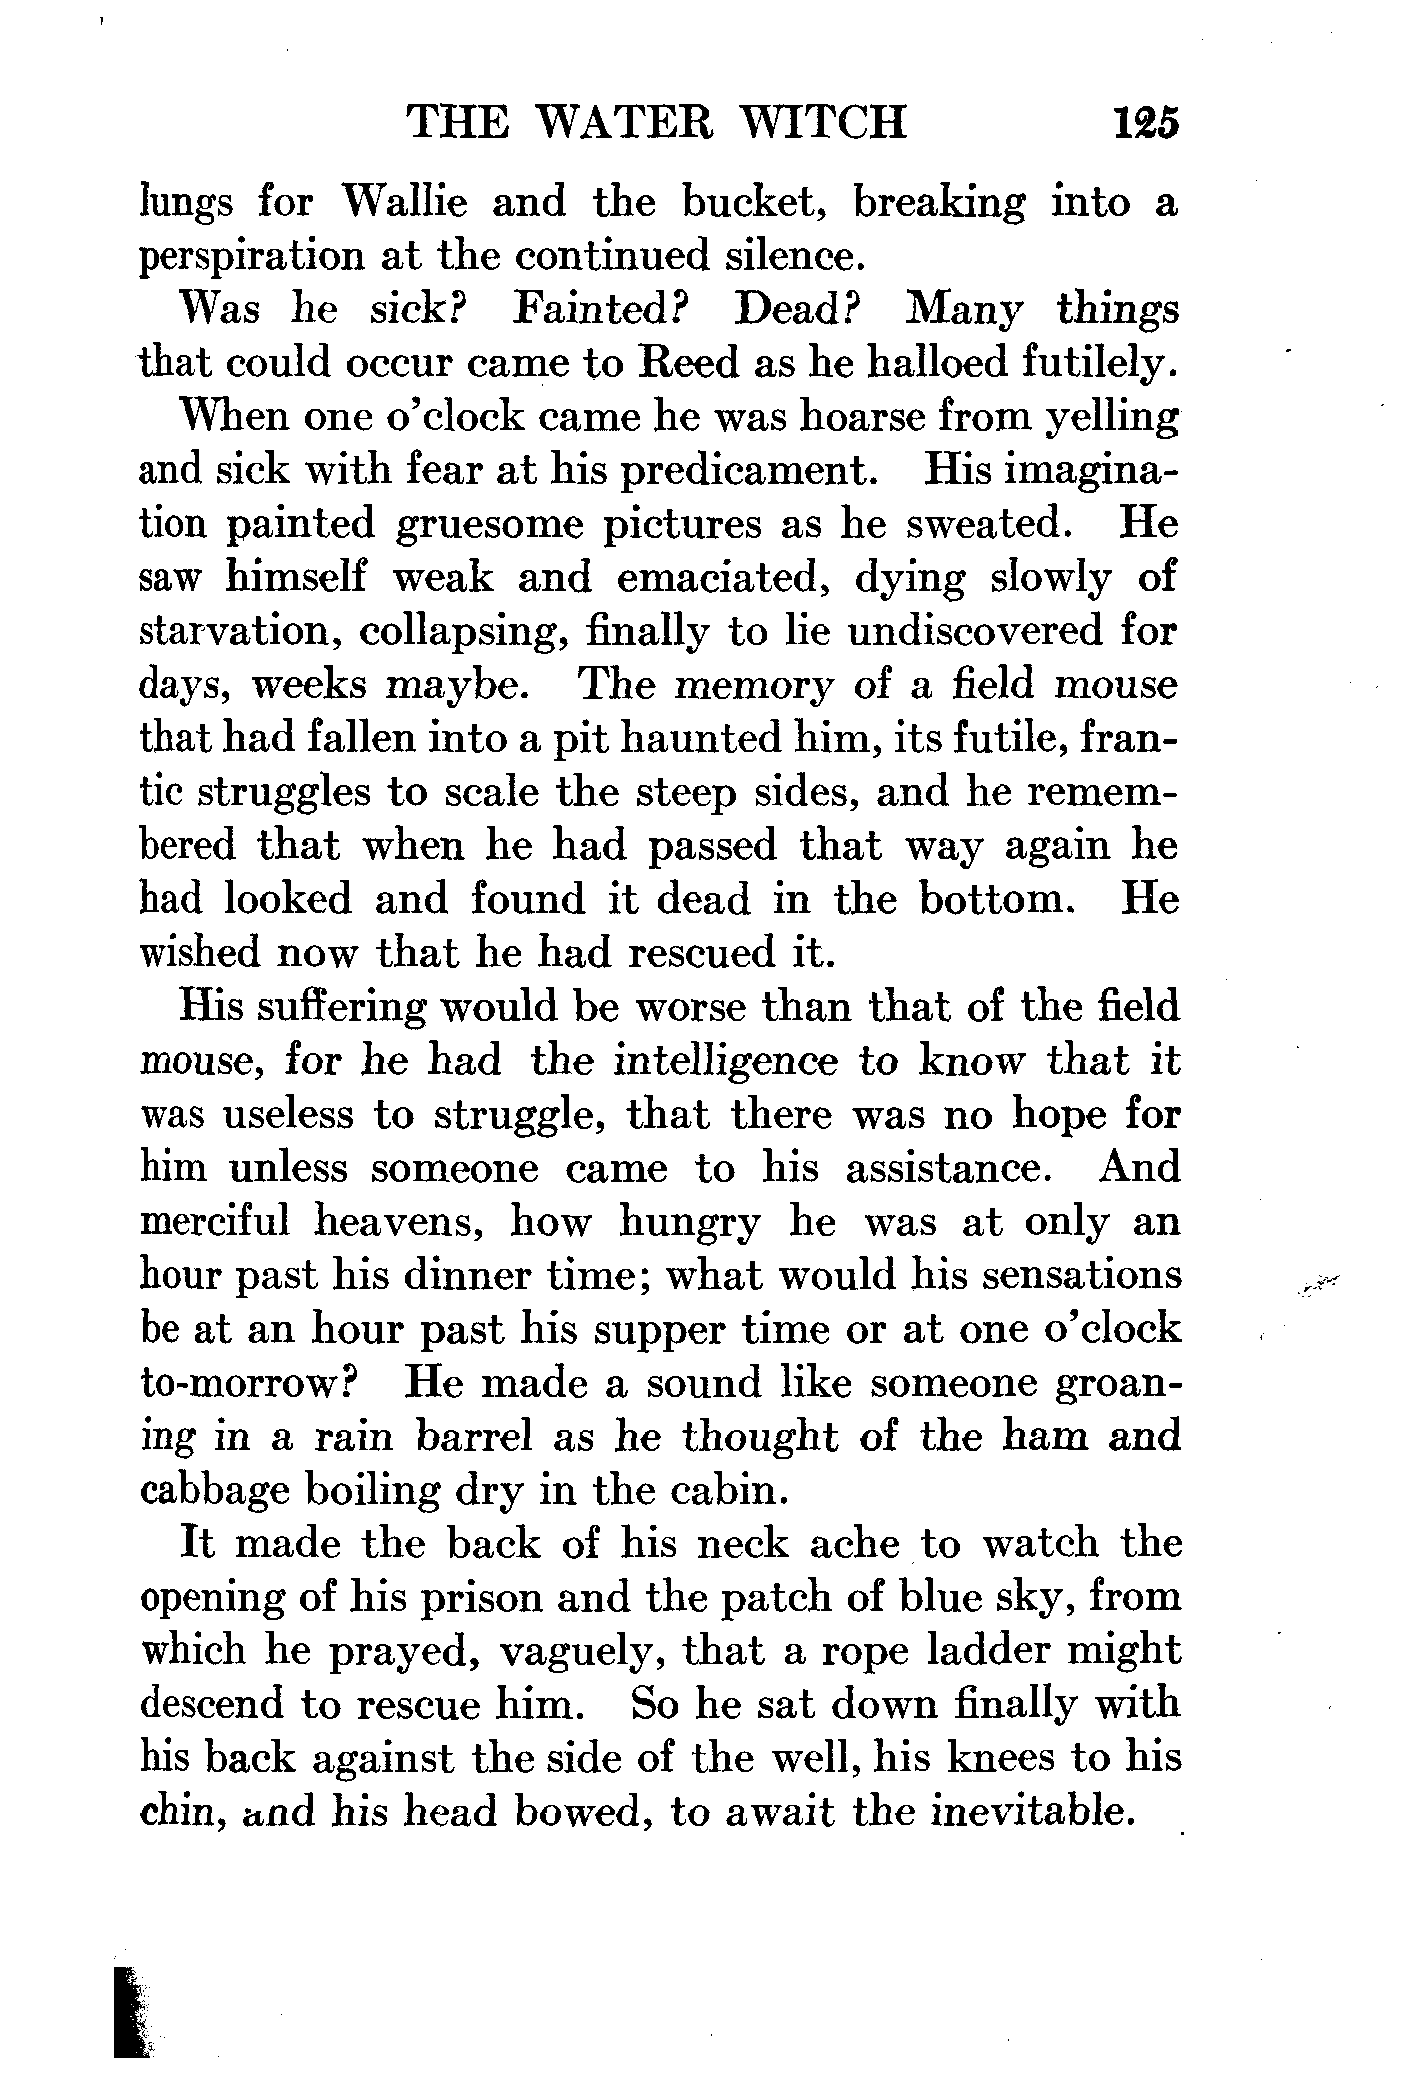 THE WATER WITCH 125
lungs for Wallie and the bucket, breaking into a
perspiration at the continued silence.
Was he sick? Fainted? Dead? Many things
that could occur came to Reed as he halloed futilely.
When one o'clock came he was hoarse from yelling
and sick with fear at his predicament. His imagina-
tion painted gruesome pictures as he sweated. He
saw himself weak and emaciated, dying slowly of
starvation, collapsing, finally to lie undiscovered for
days, weeks maybe. The memory of a field mouse
that had fallen into a pit haunted him, its futile, fran-
tic struggles to scale the steep sides, and he remem-
bered that when he had passed that way again he
had looked and found it dead in the bottom. He
wished now that he had rescued it.
His suffering would be worse than that of the field
mouse, for he had the intelligence to know that it
was useless to struggle, that there was no hope for
him unless someone came to his assistance. And
merciful heavens, how hungry he was at only an
hour past his dinner time; what would his sensations
be at an hour past his supper time or at one o'clock
to-morrow? He made a sound like someone groan-
ing in a rain barrel as he thought of the ham and
cabbage boiling dry in the cabin.
It made the back of his neck ache to watch the
opening of his prison and the patch of blue sky, from
which he prayed, vaguely, that a rope ladder might
descend to rescue him. So he sat down finally with
his back against the side of the well, his knees to his
chin, and his head bowed, to await the inevitable.